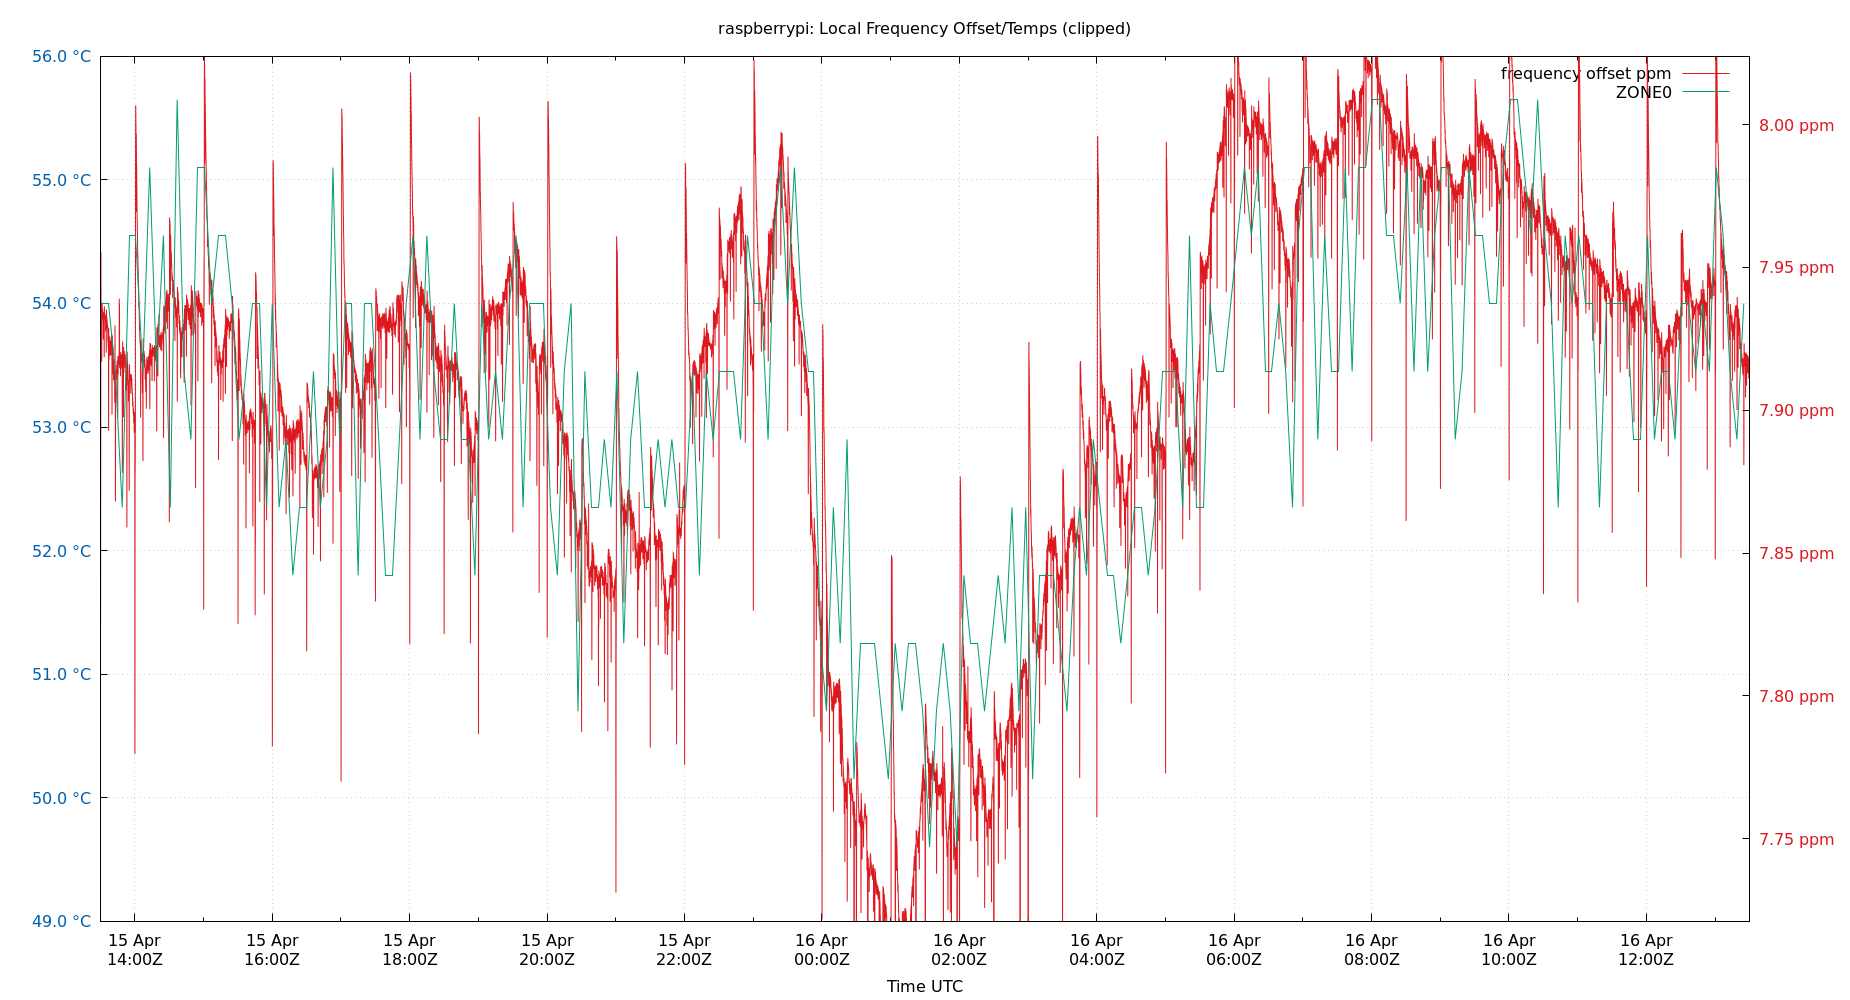 raspberrypi: Local Frequency Offset/Temps (clipped)
frequency offset ppm
ZONE0
56.0 °C
55.0 °C
54.0 °C
53.0 °C
52.0 °C
51.0 °C
50.0 °C
49.0 °C
8.00 ppm
7.95 ppm
7.90 ppm
7.85 ppm
7.80 ppm
7.75 ppm
15 Apr
14:00Z
15 Apr
16:00Z
15 Apr
18:00Z
15 Apr
20:00Z
15 Apr
22:00Z
16 Apr
00:00Z
16 Apr
02:00Z
16 Apr
04:00Z
16 Apr
06:00Z
16 Apr
08:00Z
16 Apr
10:00Z
16 Apr
12:00Z
Time UTC